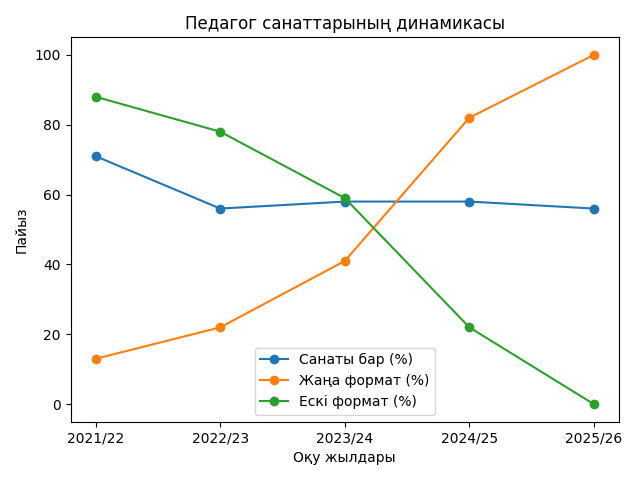 Педагог санаттарының динамикасы
100
80
60
40
20
0
Пайыз
Санаты бар (%)
Жаңа формат (%)
Ескі формат (%)
2021/22 2022/23 2023/24 2024/25 2025/26
Оқу жылдары